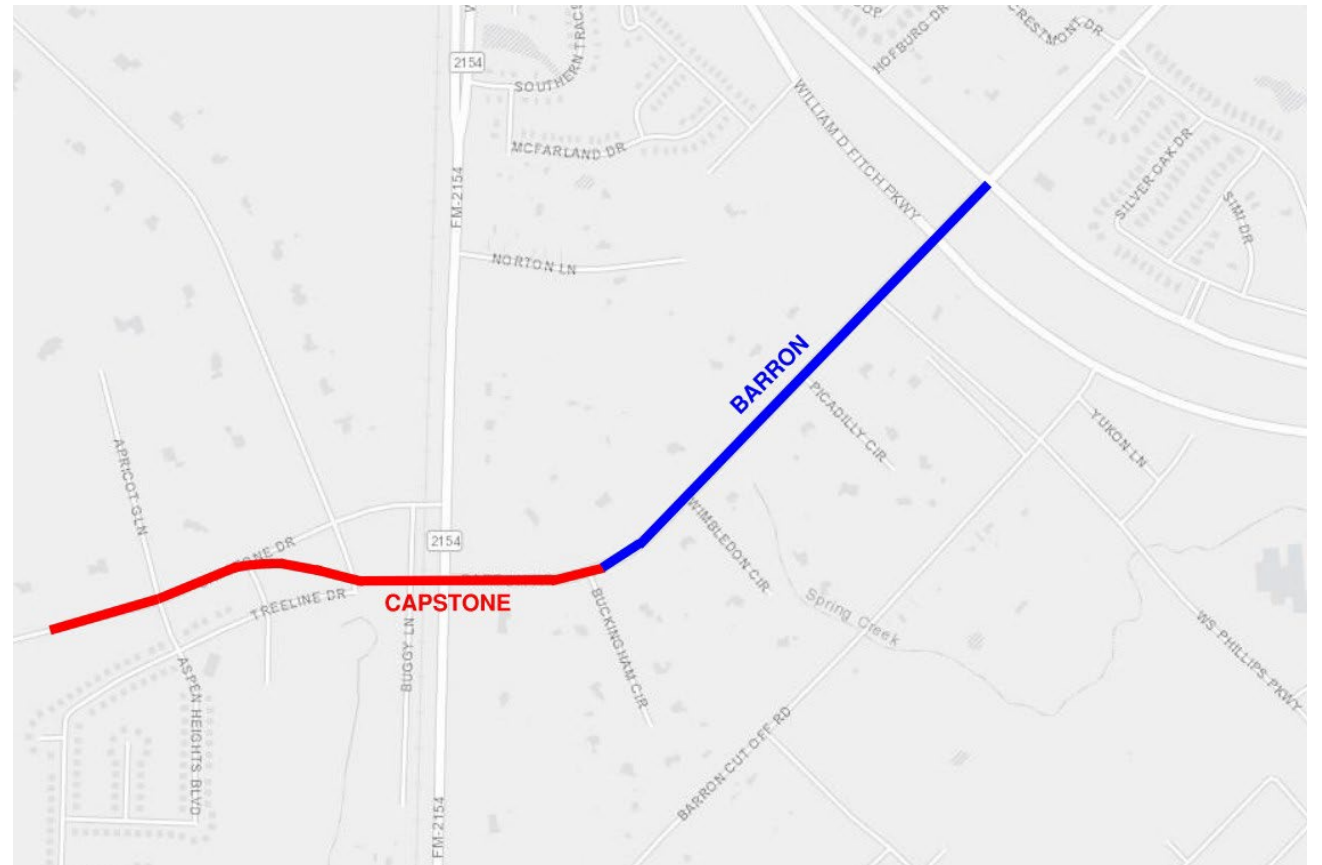 CRESTMONT DR
HOFBURG DR
2154
SOUTHERN TRAC
WILLIAM D FITCH PKWY
MCFARLAND DR
SILVER OAK DR
SIMI DR
FM-2154
NORTON LN
BARRON
PICADILLY CIR
YUKON LN
APRICOT GLN
2154
WIMBLEDON CIR
TREELINE DR
CAPSTONE
BUCKINGHAM CIR
Spring Creek
BUGGY LN
WS PHILLIPS PKWY
ASPEN HEIGHTS BLVD
BARRON CUT OFF RD
FM-2154